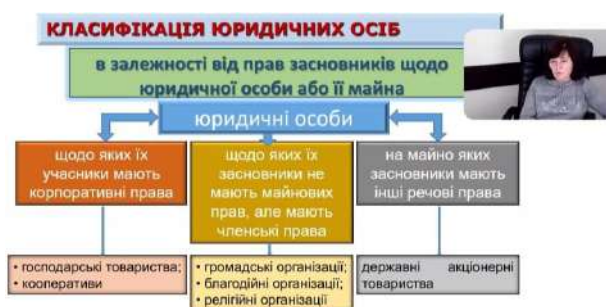 КЛАСИФІКАЦІЯ ЮРИДИЧНИХ ОСІБ
в залежності від прав засновників щодо
юридичної особи або її майна
юридичні особи
щодо яких їх
учасники мають
корпоративні права
щодо яких їх
засновники не
мають майнових
прав, але мають
членські права
на майно яких
засновники мають
інші речові права
• господарські товариства;
• кооперативи
• громадські організації;
• благодійні організації;
• релігійні організації
державні акціонерні
товариства